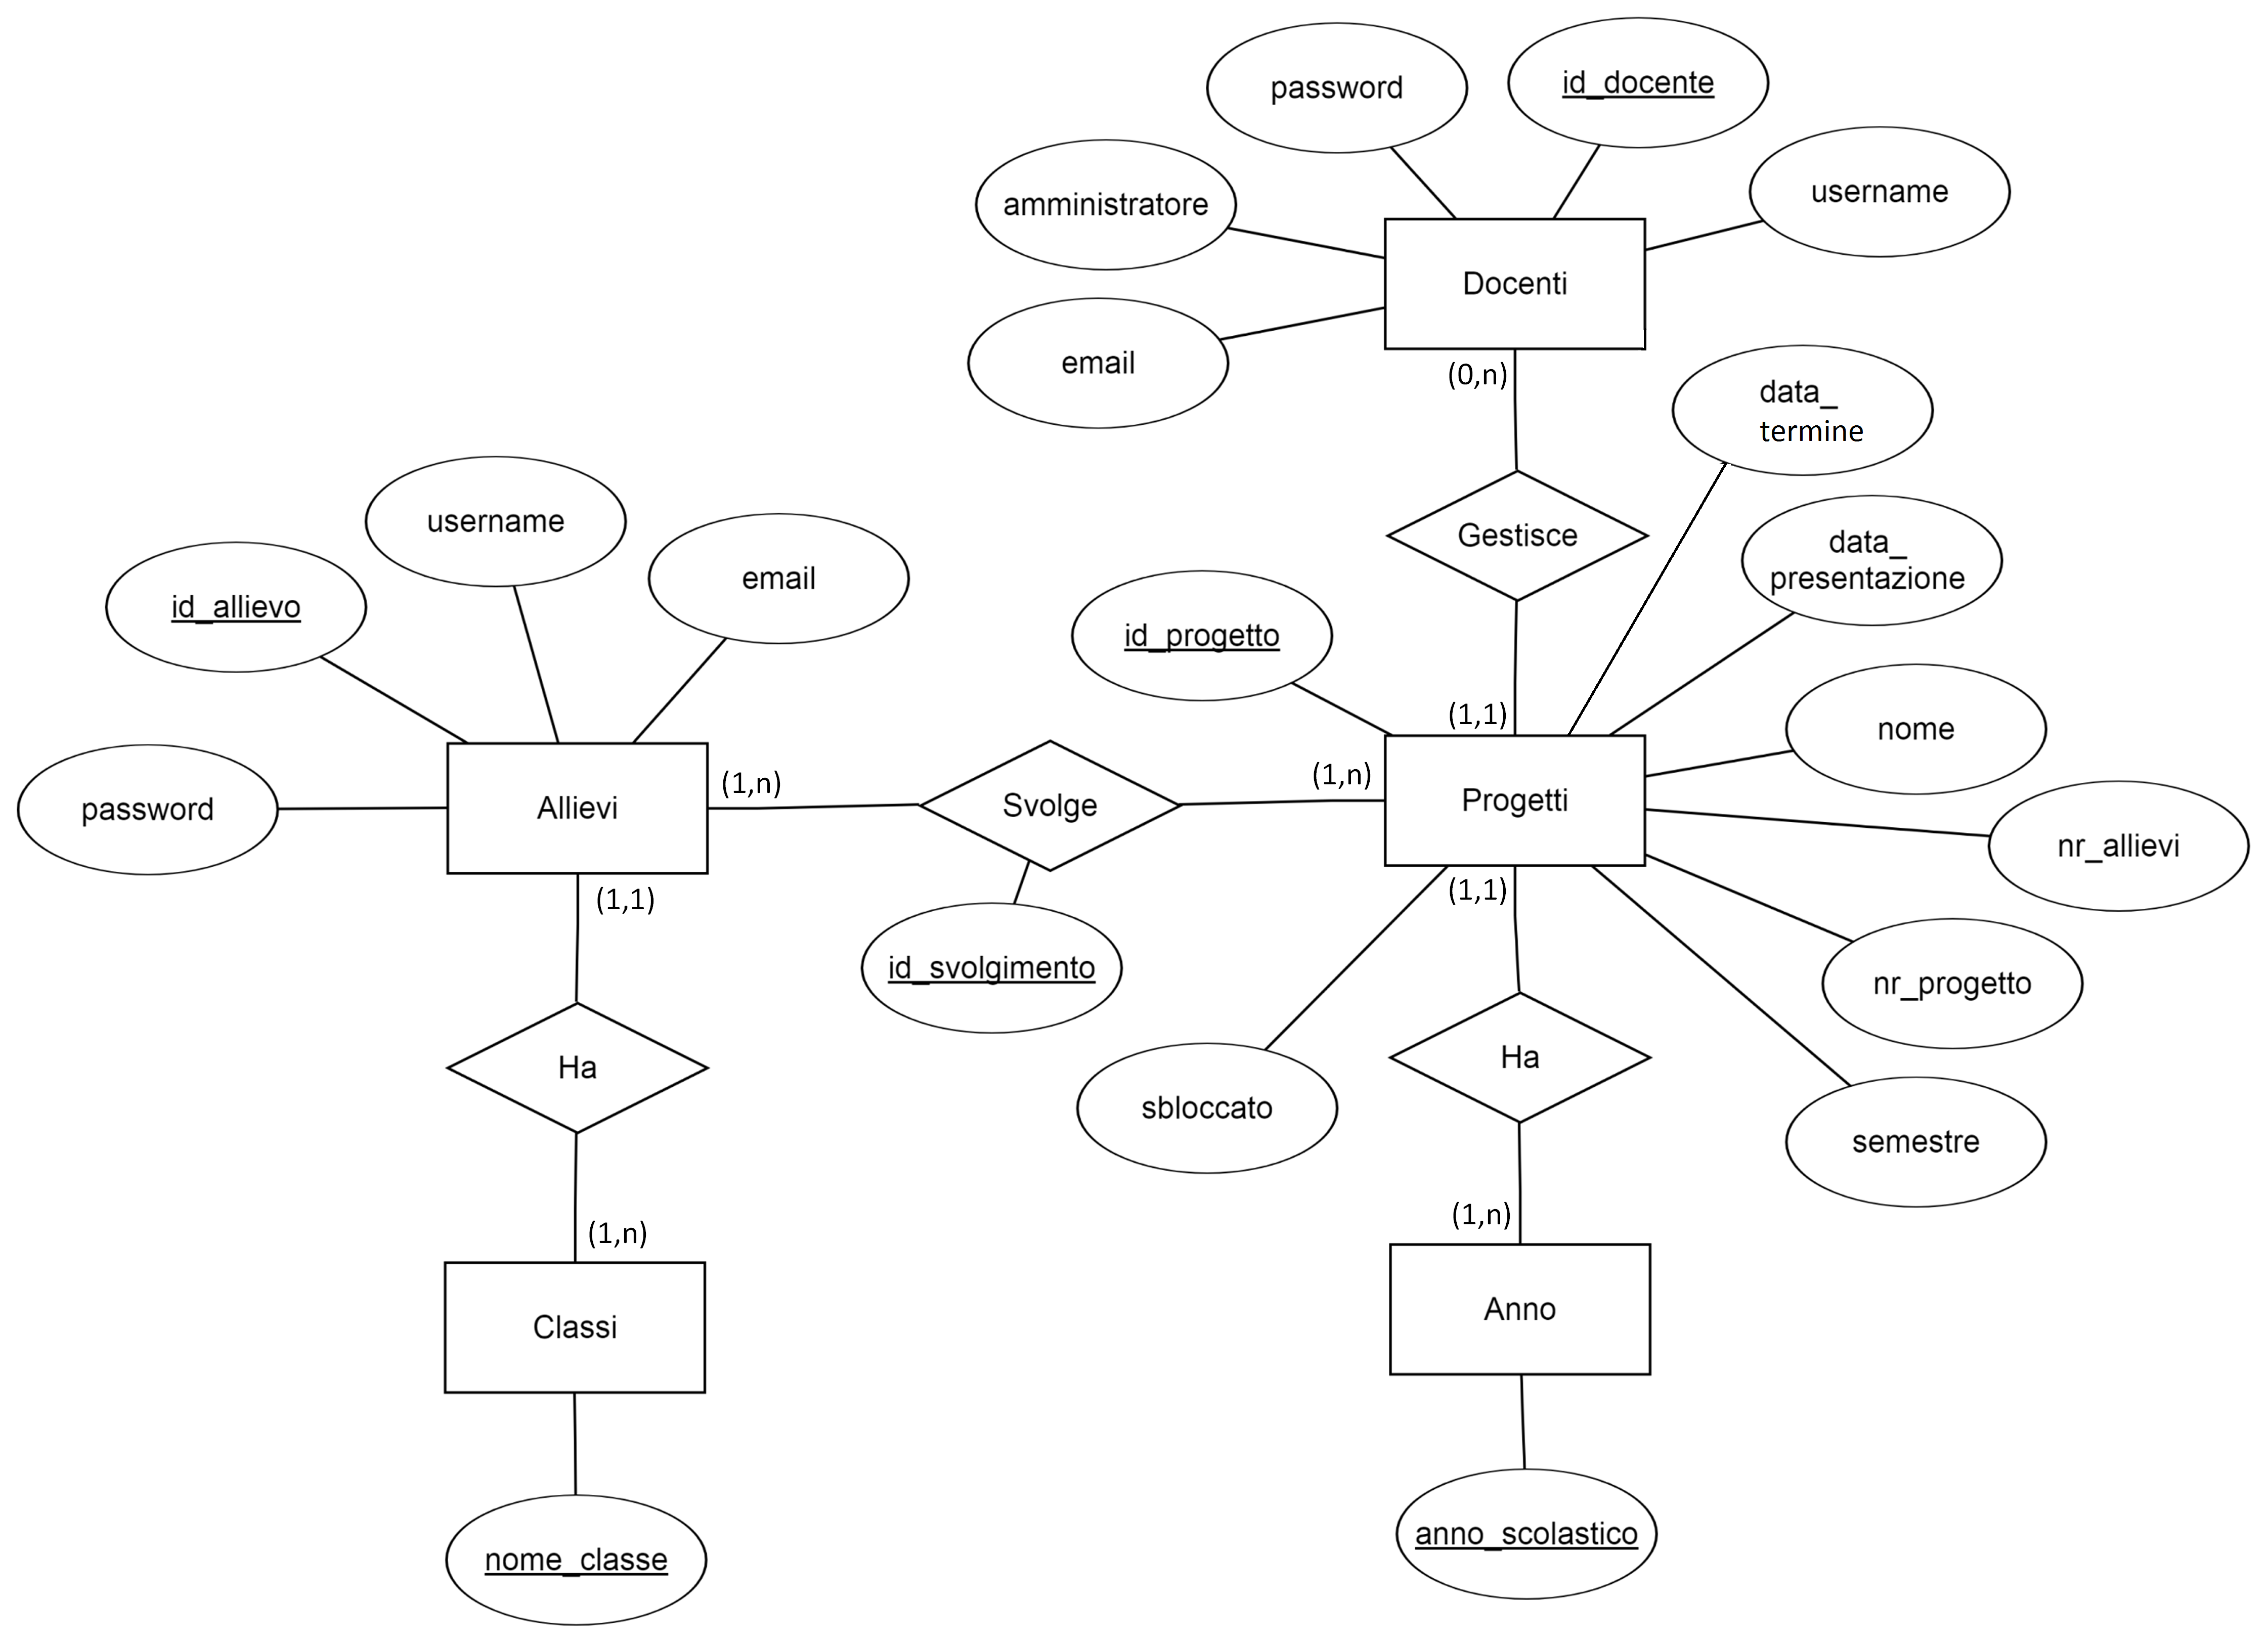 password
id_docente
amministratore
username
Docenti
email
(0,n)
data_
termine
Gestisce
data_
presentazione
username
email
id_allievo
id_progetto
(1,1)
nome
password
Allievi
(1,n)
Svolge
(1,n)
Progetti
nr_allievi
(1,1)
(1,1)
id_svolgimento
nr_progetto
Ha
Ha
sbloccato
semestre
(1,n)
(1,n)
Classi
Anno
nome_classe
anno_scolastico